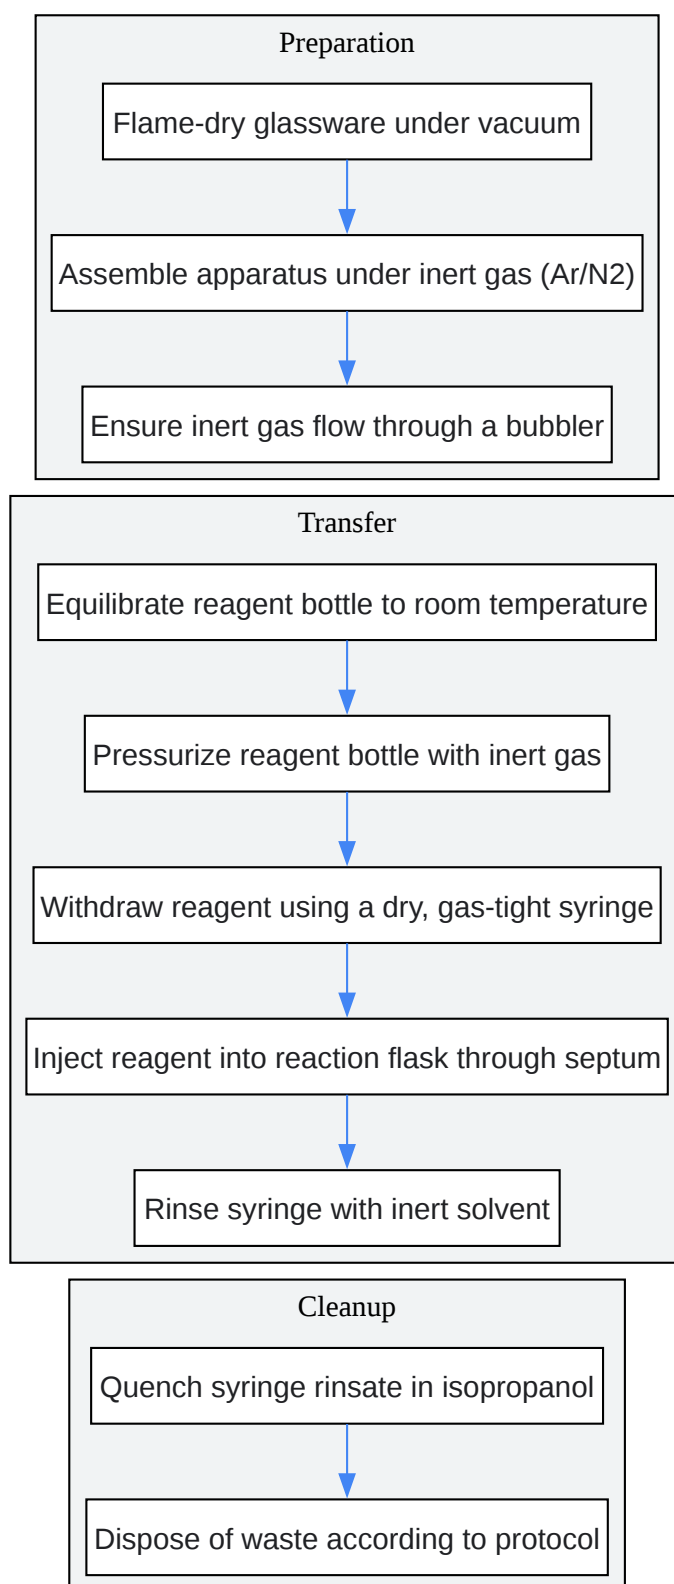 Preparation
Flame-dry glassware under vacuum
Assemble apparatus under inert gas (Ar/N2)
Ensure inert gas flow through a bubbler
Transfer
Equilibrate reagent bottle to room temperature
Pressurize reagent bottle with inert gas
Withdraw reagent using a dry, gas-tight syringe
Inject reagent into reaction flask through septum
Rinse syringe with inert solvent
Cleanup
Quench syringe rinsate in isopropanol
Dispose of waste according to protocol